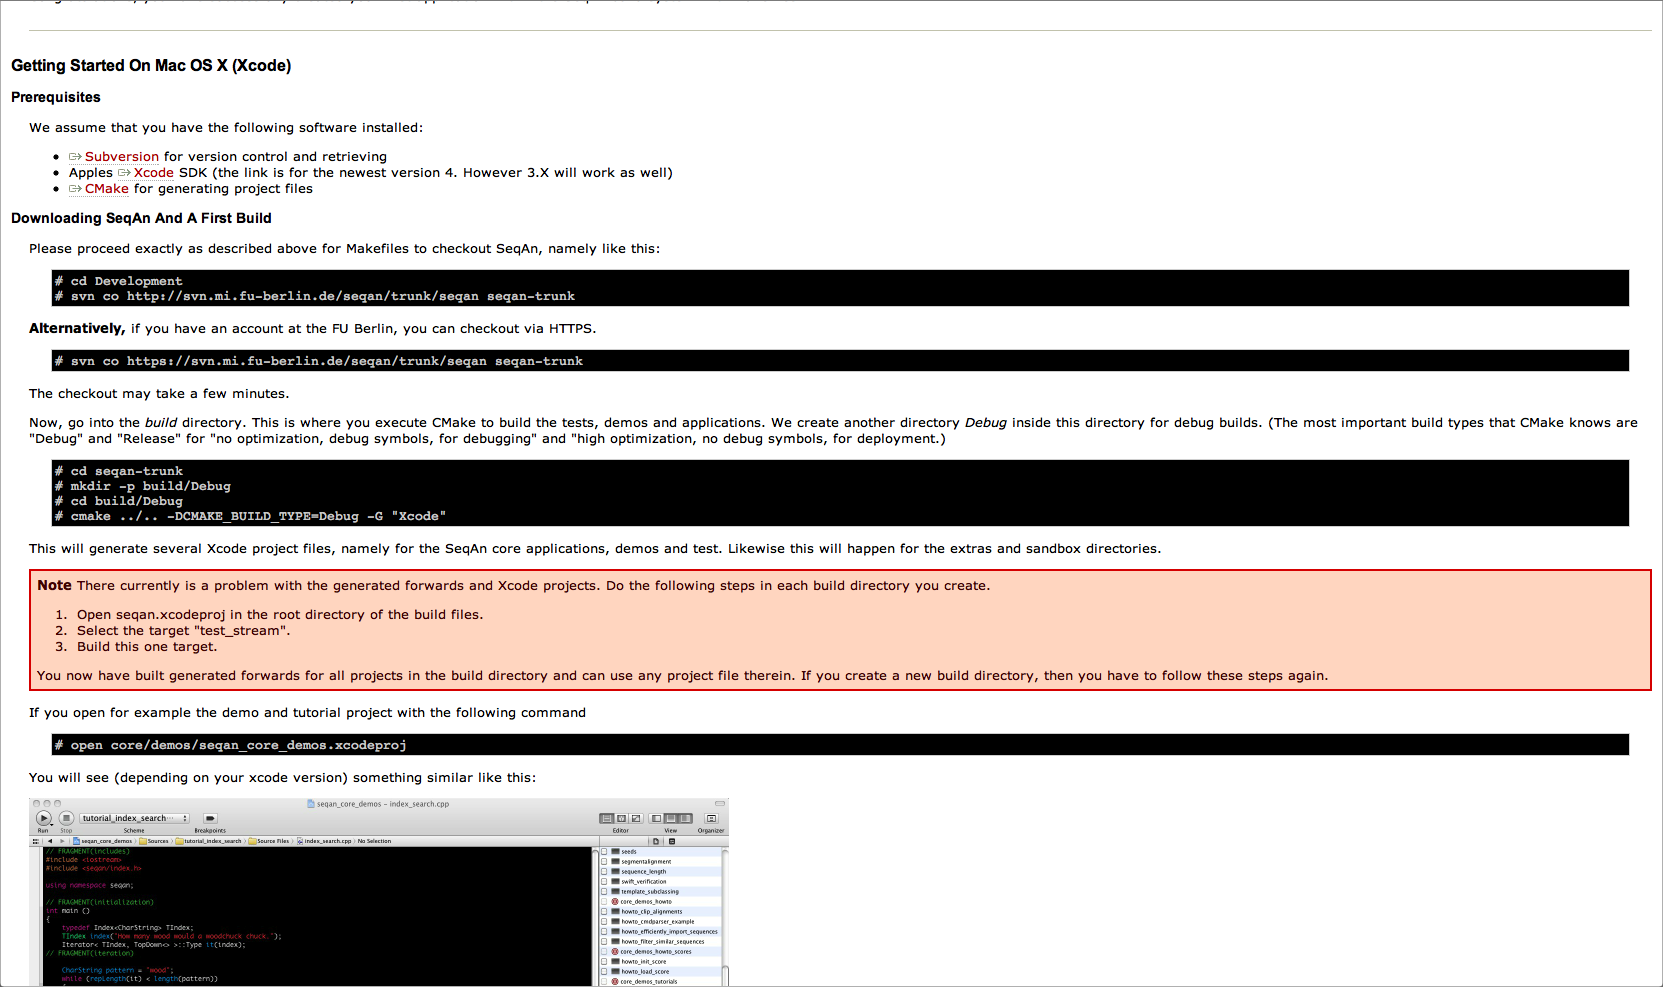 Getting Started On Mac OS X (Xcode)
Prerequisites
We assume that you have the following software installed:
• Subversion for version control and retrieving
• Apples Xcode SDK (the link is for the newest version 4. However 3.X will work as well)
• CMake for generating project files
Downloading SeqAn And A First Build
Please proceed exactly as described above for Makefiles to checkout SeqAn, namely like this:
# cd Development
# svn co http://svn.mi.fu-berlin.de/seqan/trunk/seqan seqan-trunk
Alternatively, if you have an account at the FU Berlin, you can checkout via HTTPS.
# svn co https://svn.mi.fu-berlin.de/seqan/trunk/seqan seqan-trunk
The checkout may take a few minutes.
Now, go into the build directory. This is where you execute CMake to build the tests, demos and applications. We create another directory Debug inside this directory for debug builds. (The most important build types that CMake knows are
"Debug" and "Release" for "no optimization, debug symbols, for debugging" and "high optimization, no debug symbols, for deployment.)
# cd seqan-trunk
# mkdir -p build/Debug
# cd build/Debug
# cmake ../.. -DCMAKE_BUILD_TYPE=Debug -G "Xcode"
This will generate several Xcode project files, namely for the SeqAn core applications, demos and test. Likewise this will happen for the extras and sandbox directories.
Note There currently is a problem with the generated forwards and Xcode projects. Do the following steps in each build directory you create.
1. Open seqan.xcodeproj in the root directory of the build files.
2. Select the target "test_stream".
3. Build this one target.
You now have built generated forwards for all projects in the build directory and can use any project file therein. If you create a new build directory, then you have to follow these steps again.
If you open for example the demo and tutorial project with the following command
# open core/demos/seqan_core_demos.xcodeproj
You will see (depending on your xcode version) something similar like this:
seqan_core_demos - index_search.cpp
tutorial_index_search···
Run Stop Scheme Breakpoints Editor View Organizer
seqan_core_demos Sources tutorial_index_search Source Files index_search.cpp No Selection
// FRAGMENT(includes)
#include <iostream>
#include <seqan/index.h>
using namespace seqan;
// FRAGMENT(initialization)
int main ()
{
typedef Index<CharString> TIndex;
TIndex index("How many wood would a woodchuck chuck.");
Iterator< TIndex, TopDown<> >::Type it(index);
// FRAGMENT(iteration)
CharString pattern = "wood";
while (repLength(it) < length(pattern))
{
seeds
segmentalignment
sequence_length
swift_verification
template_subclassing
core_demos_howto
howto_clip_alignments
howto_cmdparser_example
howto_efficiently_import_sequences
howto_filter_similar_sequences
core_demos_howto_scores
howto_init_score
howto_load_score
core_demos_tutorials